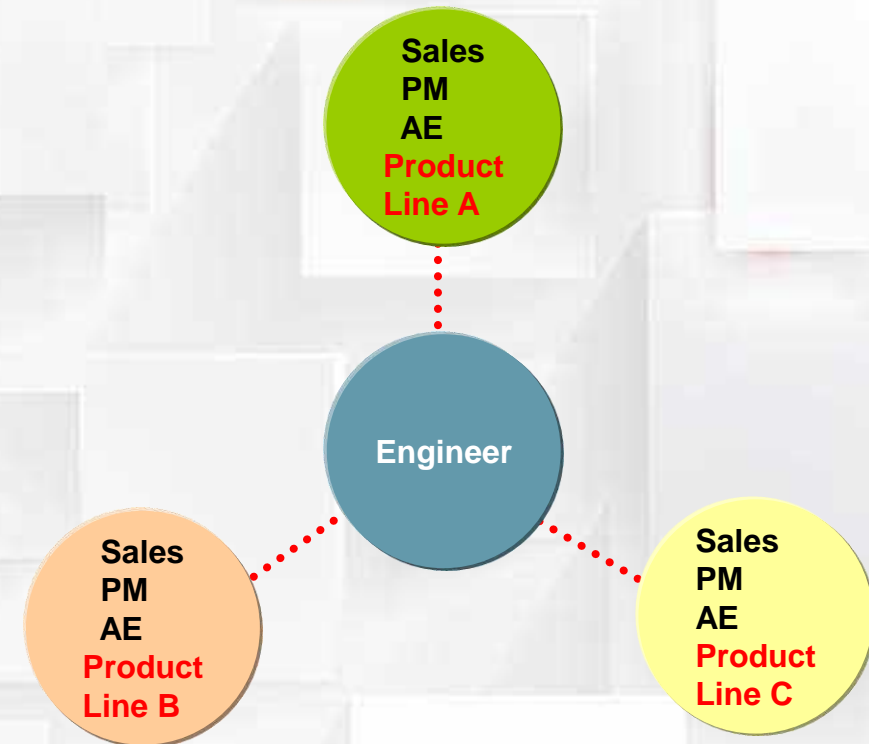 Sales
PM
AE
Product
Line A
Engineer
Sales
PM
AE
Product
Line B
Sales
PM
AE
Product
Line C